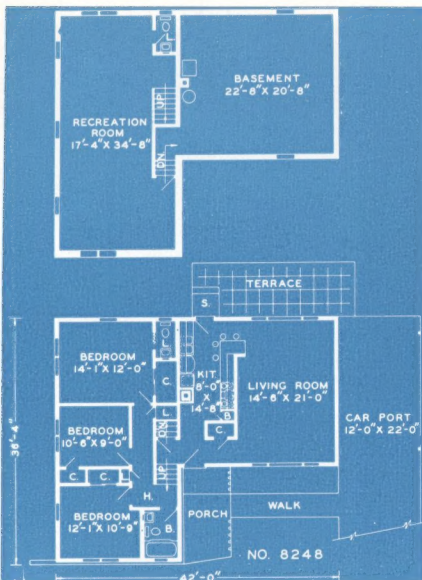 L
BASEMENT
22'-8" X 20'-8"
UP
RECREATION
ROOM
17'-4" X 34'-8"
DN
TERRACE
S.
BEDROOM
14'-1" X 12'-0"
L
C.
KIT
8'-0"
X
14'-8"
LIVING ROOM
14'-6" X 21'-0"
CAR PORT
12'-0" X 22'-0"
BEDROOM
10'-8" X 9'-0"
L
B
C.
DN
UP
C.
C.
L
H.
BEDROOM
12'-1" X 10'-9"
B.
PORCH
WALK
NO. 8248
36'-4"
42'-0"